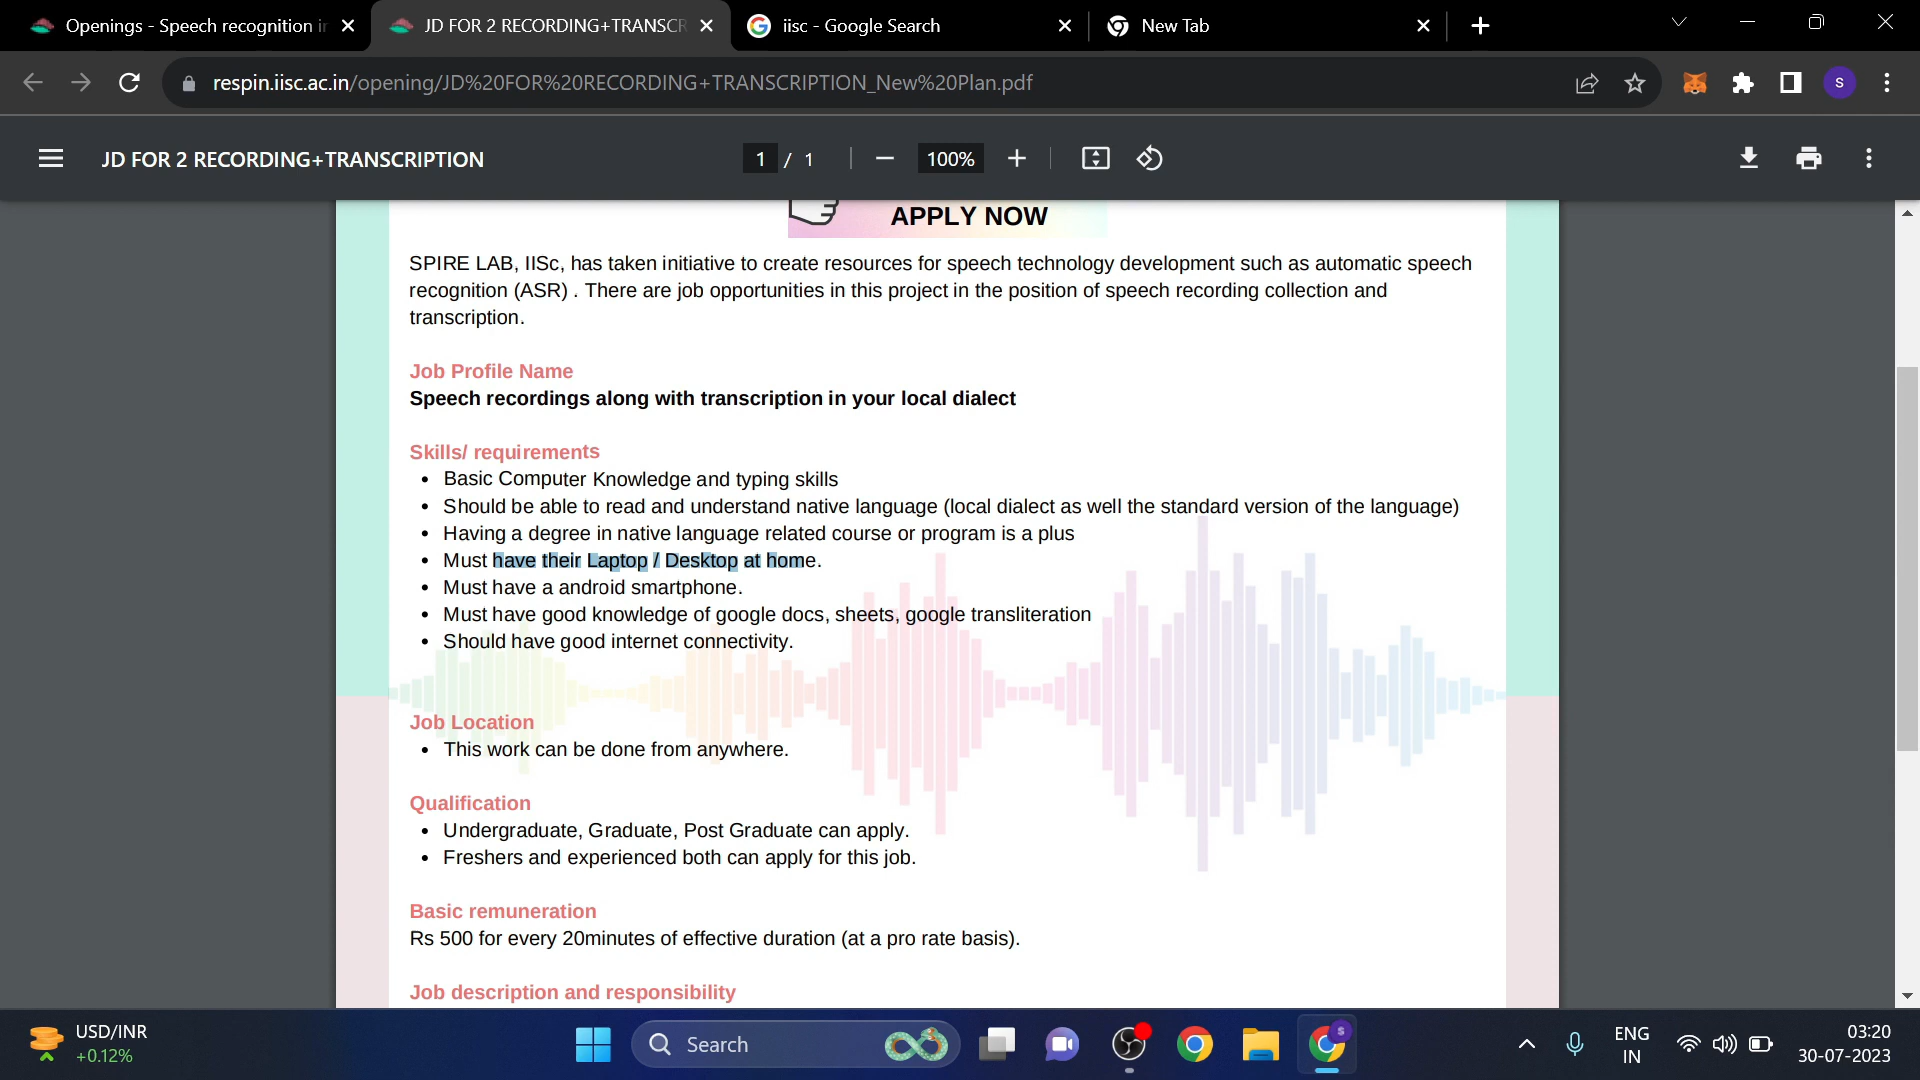 Openings - Speech recognition in
JD FOR 2 RECORDING+TRANSCR
iisc - Google Search
New Tab
respin.iisc.ac.in/opening/JD%20FOR%20RECORDING+TRANSCRIPTION_New%20Plan.pdf
S
JD FOR 2 RECORDING+TRANSCRIPTION
1 / 1
100%
APPLY NOW
SPIRE LAB, IISc, has taken initiative to create resources for speech technology development such as automatic speech
recognition (ASR) . There are job opportunities in this project in the position of speech recording collection and
transcription.
Job Profile Name
Speech recordings along with transcription in your local dialect
Skills/ requirements
• Basic Computer Knowledge and typing skills
• Should be able to read and understand native language (local dialect as well the standard version of the language)
• Having a degree in native language related course or program is a plus
• Must have their Laptop / Desktop at home.
• Must have a android smartphone.
• Must have good knowledge of google docs, sheets, google transliteration
• Should have good internet connectivity.
Job Location
• This work can be done from anywhere.
Qualification
• Undergraduate, Graduate, Post Graduate can apply.
• Freshers and experienced both can apply for this job.
Basic remuneration
Rs 500 for every 20minutes of effective duration (at a pro rate basis).
Job description and responsibility
USD/INR
+0.12%
Search
S
ENG
IN
03:20
30-07-2023